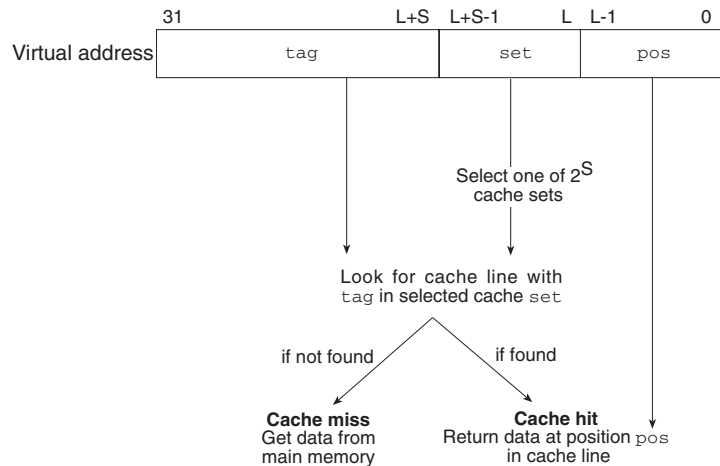 31 L+S L+S-1 L L-1 0
Virtual address tag set pos
Select one of 2S
cache sets
Look for cache line with
tag in selected cache set
if not found if found
Cache miss Cache hit
Get data from Return data at position pos
main memory in cache line